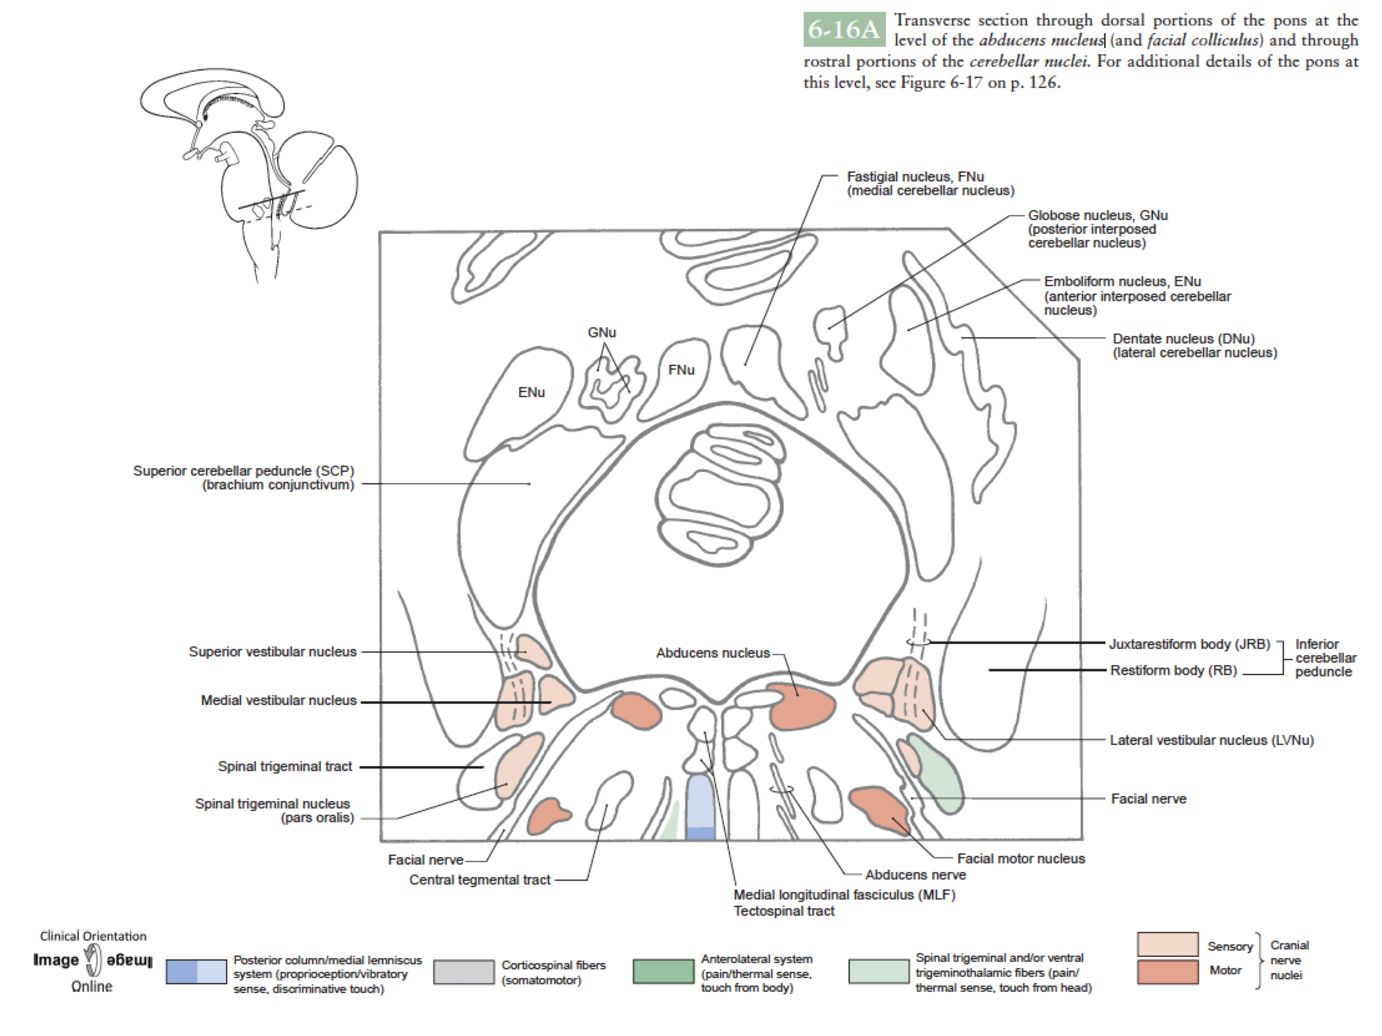 6-16A
Transverse section through dorsal portions of the pons at the
level of the abducens nucleus (and facial colliculus) and through
rostral portions of the cerebellar nuclei. For additional details of the pons at
this level, see Figure 6-17 on p. 126.
Fastigial nucleus, FNu
(medial cerebellar nucleus)
Globose nucleus, GNu
(posterior interposed
cerebellar nucleus)
Emboliform nucleus, ENu
(anterior interposed cerebellar
nucleus)
Dentate nucleus (DNu)
(lateral cerebellar nucleus)
GNu
FNu
ENu
Superior cerebellar peduncle (SCP)
(brachium conjunctivum)
Superior vestibular nucleus
Abducens nucleus
Juxtarestiform body (JRB)
Restiform body (RB)
Inferior
cerebellar
peduncle
Medial vestibular nucleus
Lateral vestibular nucleus (LVNu)
Spinal trigeminal tract
Spinal trigeminal nucleus
(pars oralis)
Facial nerve
Facial nerve
Central tegmental tract
Facial motor nucleus
Abducens nerve
Medial longitudinal fasciculus (MLF)
Tectospinal tract
Clinical Orientation
Image Image
Online
Posterior column/medial lemniscus
system (proprioception/vibratory
sense, discriminative touch)
Corticospinal fibers
(somatomotor)
Anterolateral system
(pain/thermal sense,
touch from body)
Spinal trigeminal and/or ventral
trigeminothalamic fibers (pain/
thermal sense, touch from head)
Sensory
Motor
Cranial
nerve
nuclei